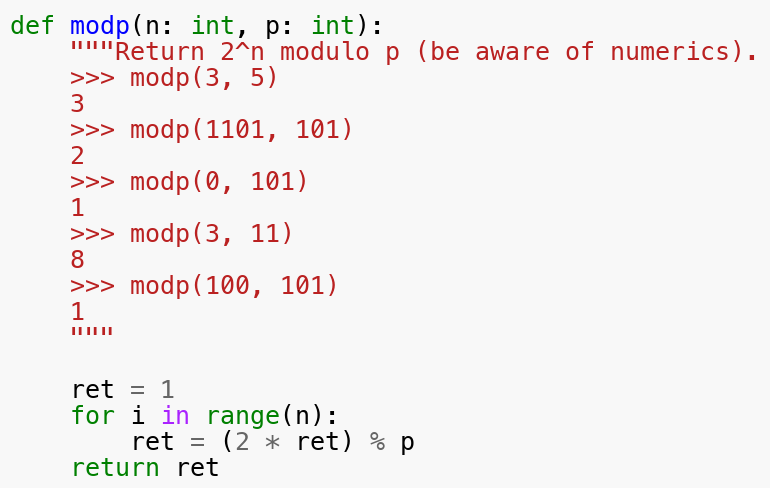 def modp(n: int, p: int):
    """Return 2^n modulo p (be aware of numerics).
    >>> modp(3, 5)
    3
    >>> modp(1101, 101)
    2
    >>> modp(0, 101)
    1
    >>> modp(3, 11)
    8
    >>> modp(100, 101)
    1
    """

    ret = 1
    for i in range(n):
        ret = (2 * ret) % p
    return ret